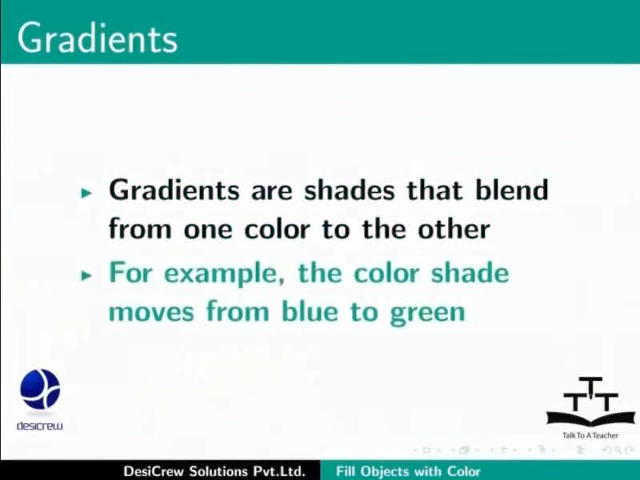 Gradients
Gradients are shades that blend
from one color to the other
For example, the color shade
moves from blue to green
desicrew
TTT
Talk To A Teacher
DesiCrew Solutions Pvt.Ltd.
Fill Objects with Color